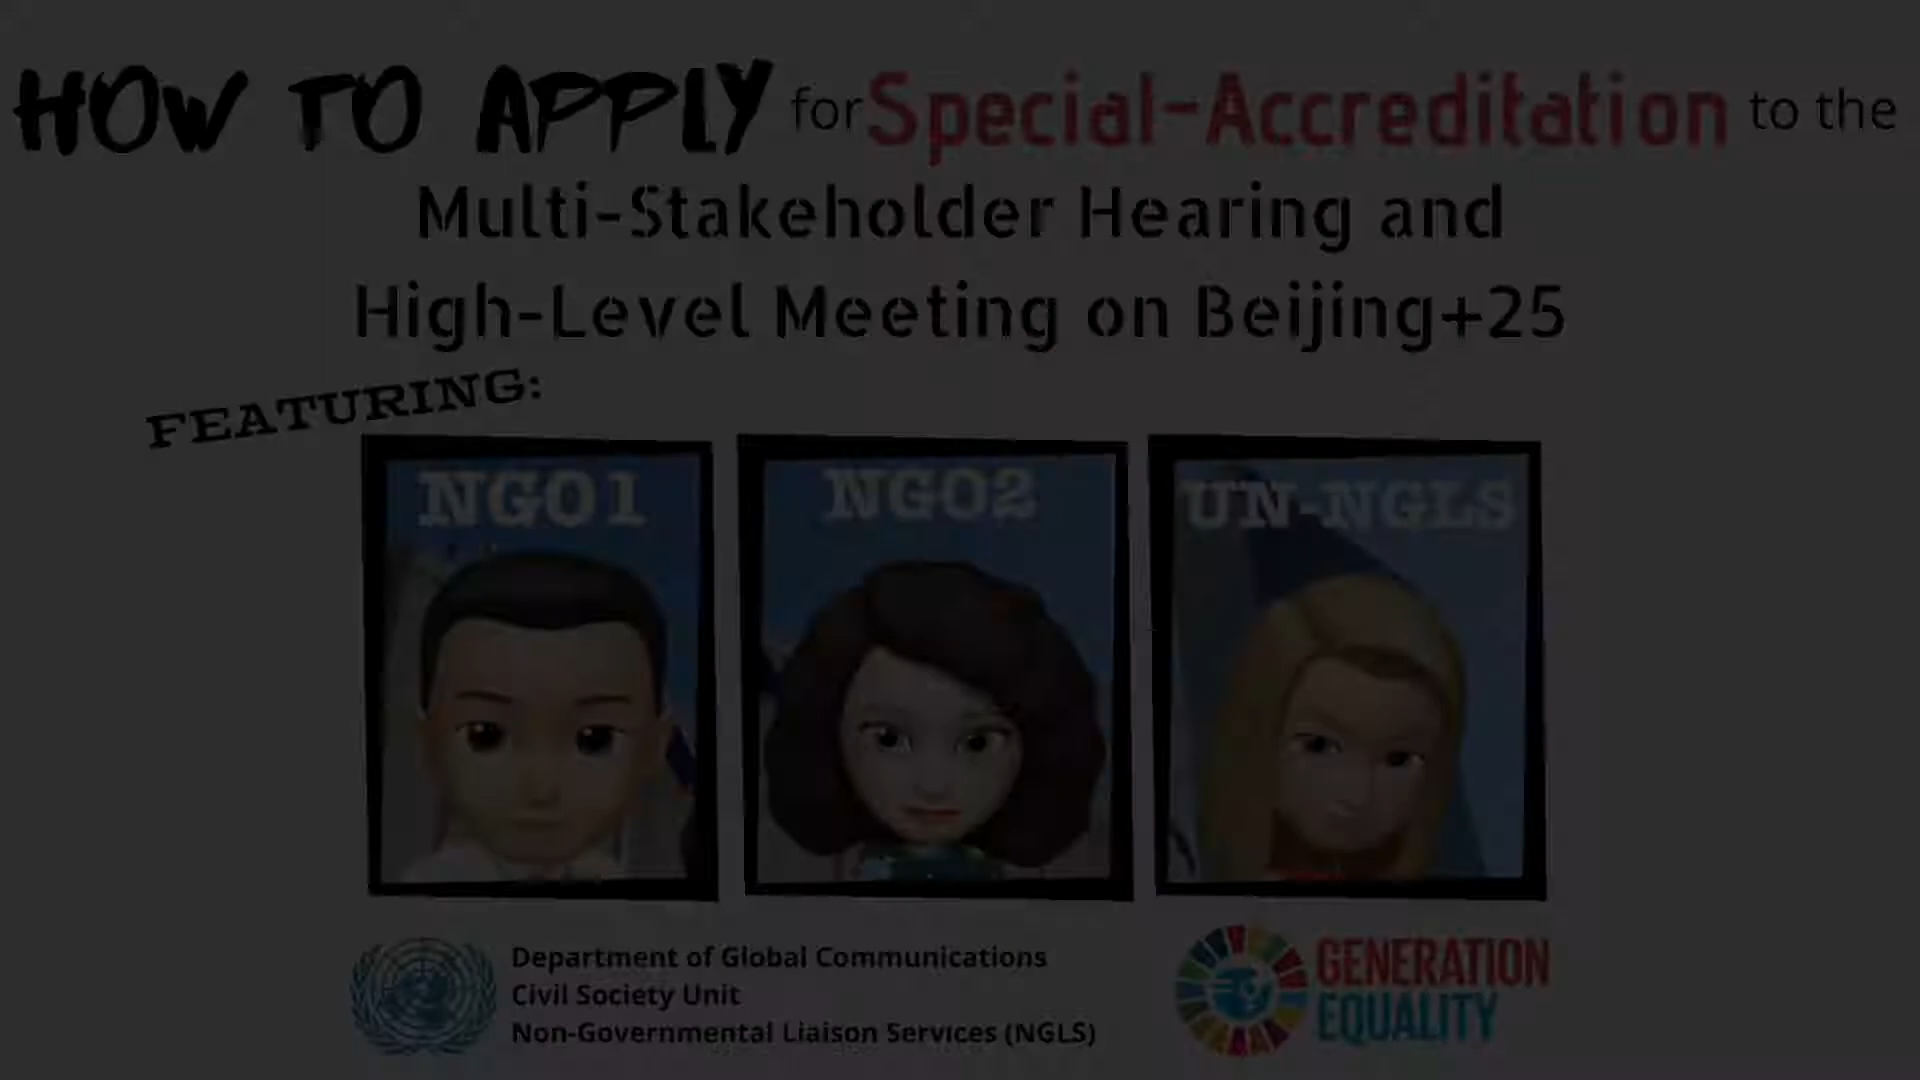 HOW TO APPLY for Special-Accreditation to the
Multi-Stakeholder Hearing and
High-Level Meeting on Beijing+25
FEATURING:
NGO1 NGO2 UN-NGLS
Department of Global Communications
Civil Society Unit
Non-Governmental Liaison Services (NGLS)
GENERATION
EQUALITY